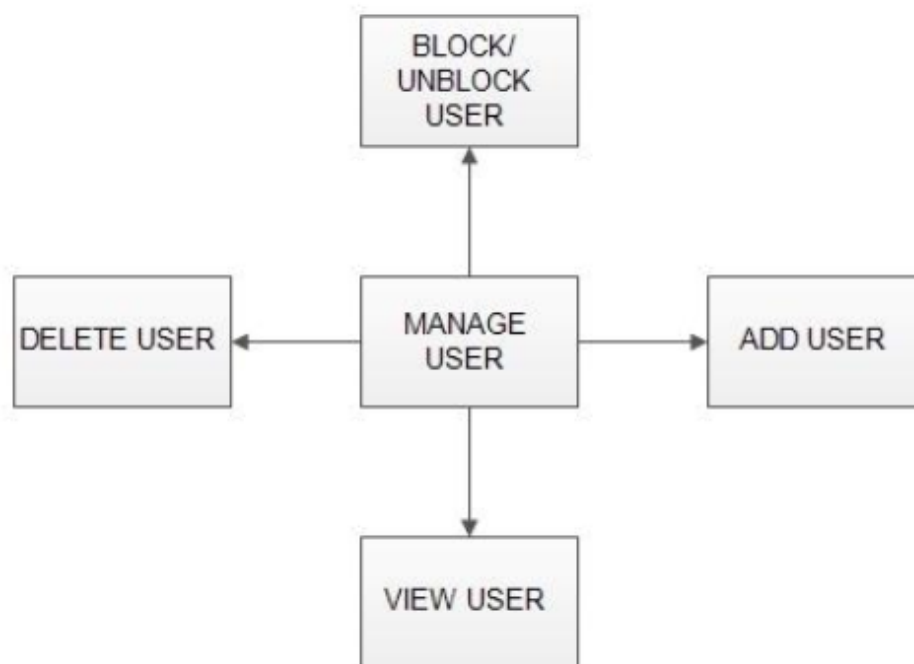 BLOCK/
UNBLOCK
USER
DELETE USER
MANAGE
USER
ADD USER
VIEW USER